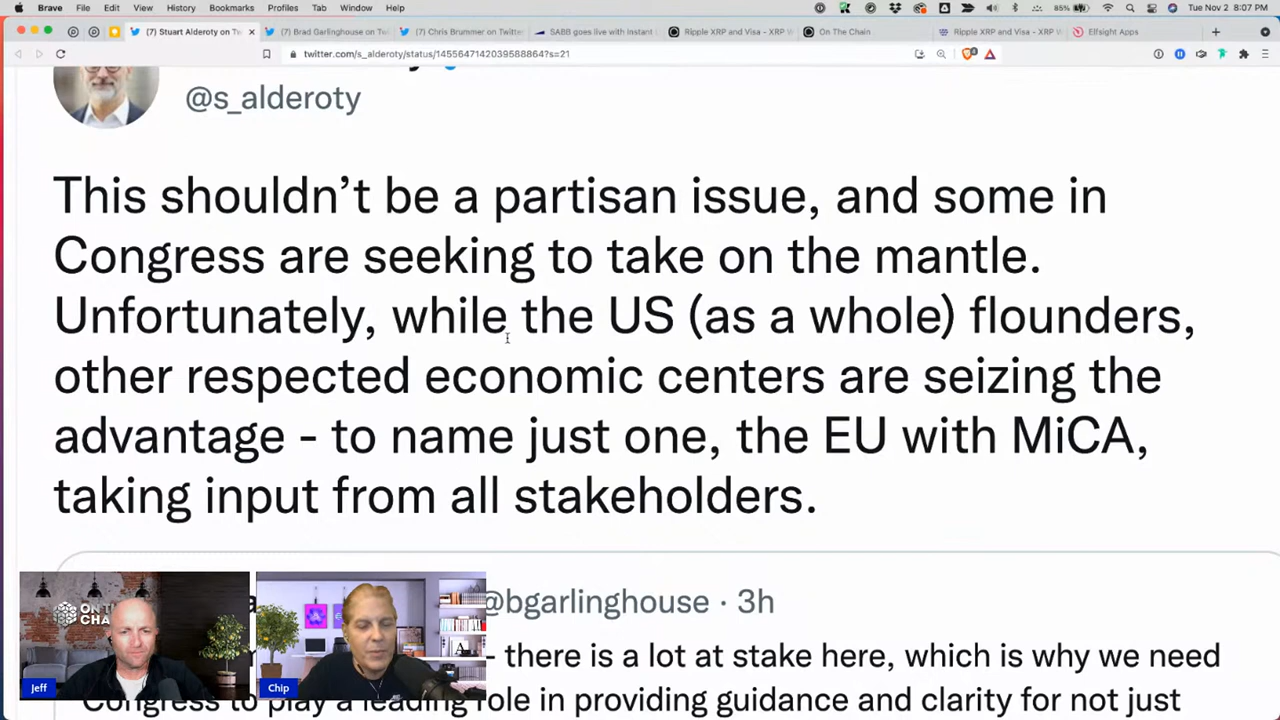 Brave File Edit View History Bookmarks Profiles Tab Window Help 85% Tue Nov 2 8:07 PM
(7) Stuart Alderoty on Tw (7) Brad Garlinghouse on Tw (7) Chris Brummer on Twitter SABB goes live with Instant Ripple XRP and Visa - XRP On The Chain Ripple XRP and Visa - XRP Elfsight Apps
twitter.com/s_alderoty/status/1455647142039588864?s=21
@s_alderoty
This shouldn’t be a partisan issue, and some in
Congress are seeking to take on the mantle.
Unfortunately, while the US (as a whole) flounders,
other respected economic centers are seizing the
advantage - to name just one, the EU with MiCA,
taking input from all stakeholders.
@bgarlinghouse · 3h
- there is a lot at stake here, which is why we need
Congress to play a leading role in providing guidance and clarity for not just
Jeff
Chip